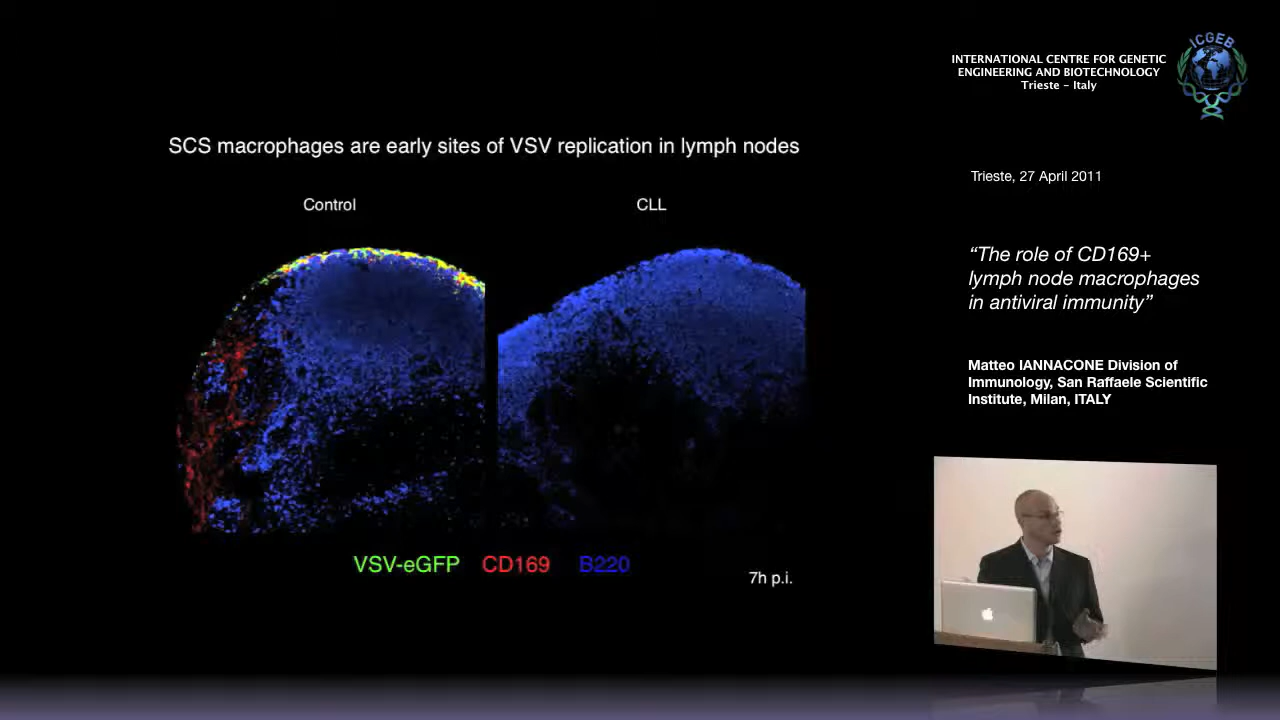 INTERNATIONAL CENTRE FOR GENETIC
ENGINEERING AND BIOTECHNOLOGY
Trieste - Italy
ICGEB
SCS macrophages are early sites of VSV replication in lymph nodes
Control
CLL
VSV-eGFP CD169 B220
7h p.i.
Trieste, 27 April 2011
“The role of CD169+
lymph node macrophages
in antiviral immunity”
Matteo IANNACONE Division of
Immunology, San Raffaele Scientific
Institute, Milan, ITALY